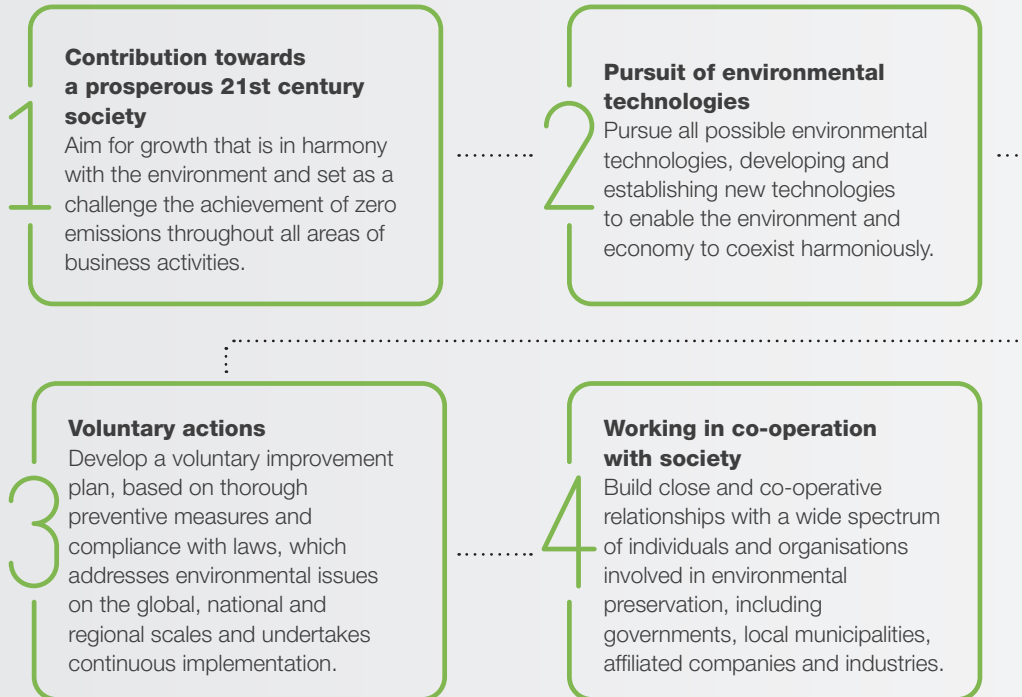 1
Contribution towards
a prosperous 21st century
society
Aim for growth that is in harmony
with the environment and set as a
challenge the achievement of zero
emissions throughout all areas of
business activities.
2
Pursuit of environmental
technologies
Pursue all possible environmental
technologies, developing and
establishing new technologies
to enable the environment and
economy to coexist harmoniously.
3
Voluntary actions
Develop a voluntary improvement
plan, based on thorough
preventive measures and
compliance with laws, which
addresses environmental issues
on the global, national and
regional scales and undertakes
continuous implementation.
4
Working in co-operation
with society
Build close and co-operative
relationships with a wide spectrum
of individuals and organisations
involved in environmental
preservation, including
governments, local municipalities,
affiliated companies and industries.